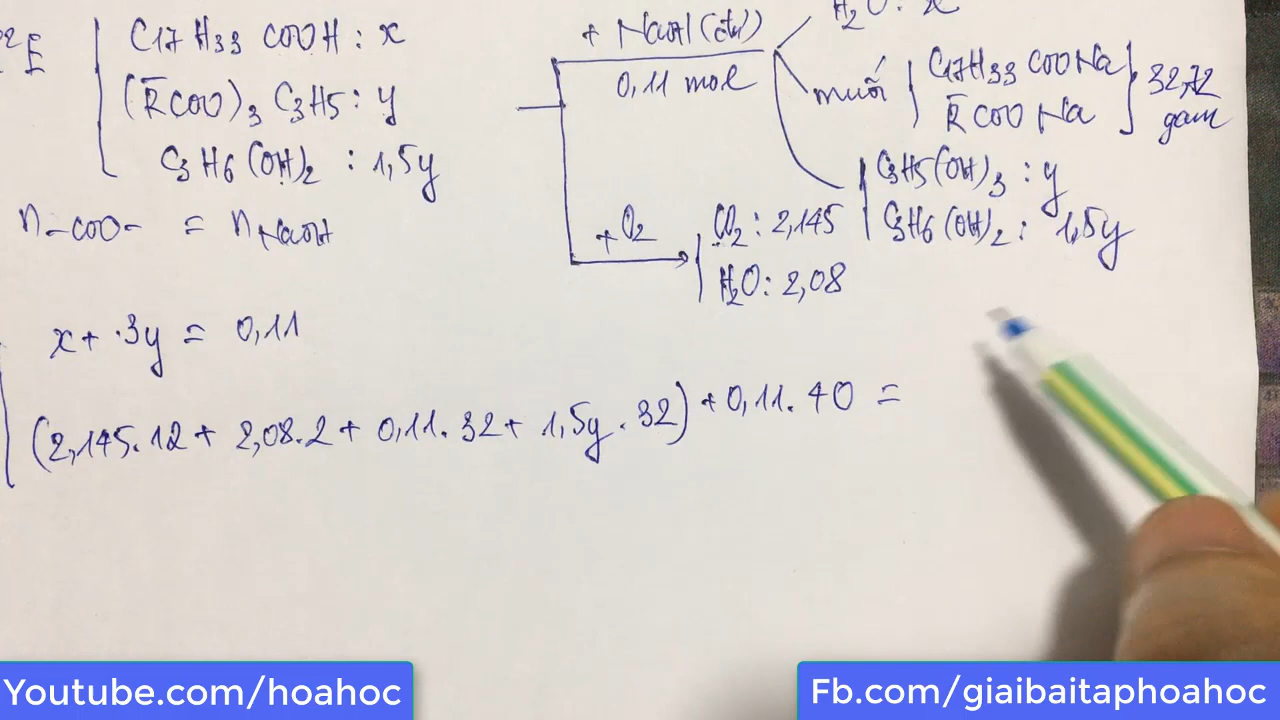 E
C17H33COOH : x
(R̄COO)3C3H5 : y
C3H6(OH)2 : 1,5y
+ NaOH (đủ)
0,11 mol
H2O : x
muối
C17H33COONa
R̄COONa
32,72 gam
C3H5(OH)3 : y
C3H6(OH)2 : 1,5y
+O2
CO2 : 2,145
H2O : 2,08
n-COO- = nNaOH
x + 3y = 0,11
(2,145.12 + 2,08.2 + 0,11.32 + 1,5y.32) + 0,11.40 =
Youtube.com/hoahoc
Fb.com/giaibaitaphoahoc